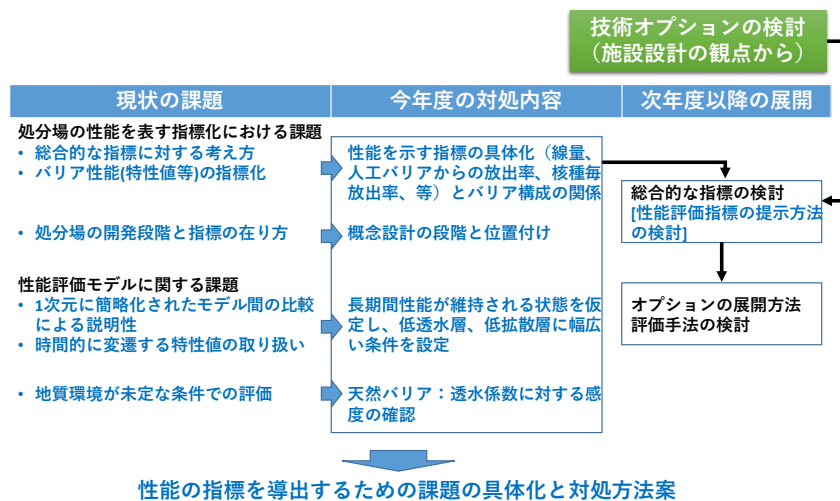 技術オプションの検討
（施設設計の観点から）
現状の課題
今年度の対処内容
次年度以降の展開
処分場の性能を表す指標化における課題
• 総合的な指標に対する考え方
• バリア性能(特性値等)の指標化
• 処分場の開発段階と指標の在り方
性能評価モデルに関する課題
• 1次元に簡略化されたモデル間の比較
による説明性
• 時間的に変遷する特性値の取り扱い
• 地質環境が未定な条件での評価
性能を示す指標の具体化（線量、
人工バリアからの放出率、核種毎
放出率、等）とバリア構成の関係
概念設計の段階と位置付け
長期間性能が維持される状態を仮
定し、低透水層、低拡散層に幅広
い条件を設定
天然バリア：透水係数に対する感
度の確認
総合的な指標の検討
[性能評価指標の提示方法
の検討]
オプションの展開方法
評価手法の検討
性能の指標を導出するための課題の具体化と対処方法案